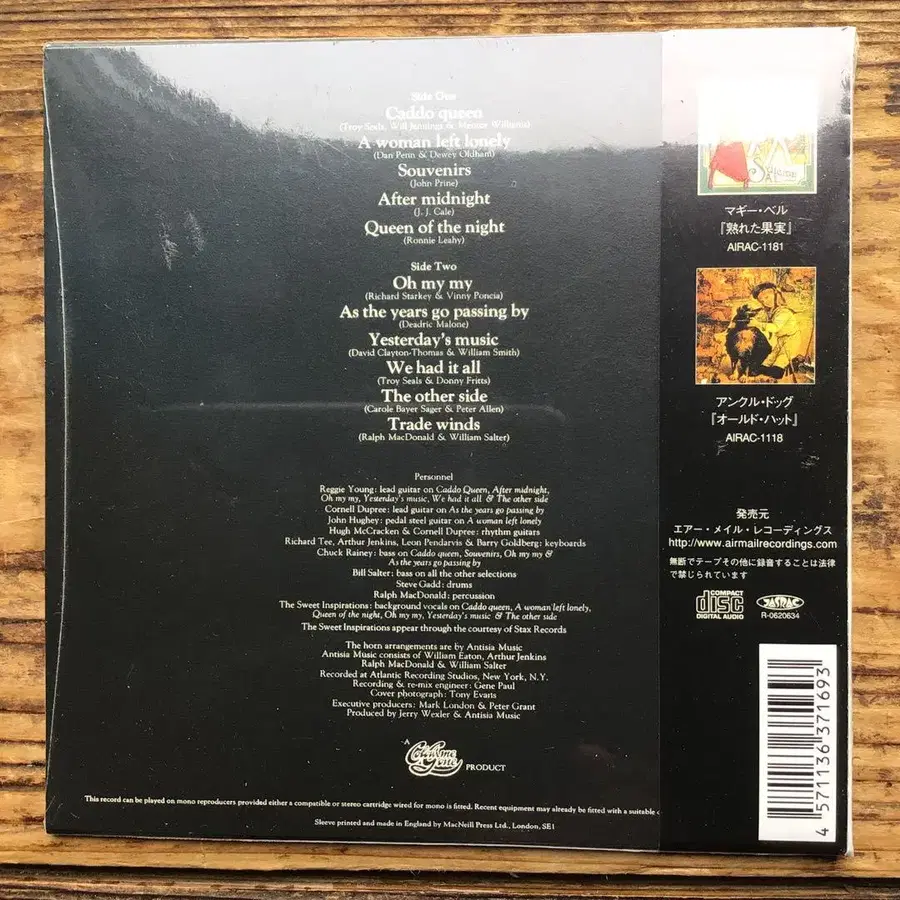 Side One
Caddo queen
(Troy Seals, Will Jennings & Mentor Williams)
A woman left lonely
(Dan Penn & Dewey Oldham)
Souvenirs
(John Prine)
After midnight
(J. J. Cale)
Queen of the night
(Ronnie Leahy)
Side Two
Oh my my
(Richard Starkey & Vinny Poncia)
As the years go passing by
(Deadric Malone)
Yesterday's music
(David Clayton-Thomas & William Smith)
We had it all
(Troy Seals & Donny Fritts)
The other side
(Carole Bayer Sager & Peter Allen)
Trade winds
(Ralph MacDonald & William Salter)
Personnel
Reggie Young: lead guitar on Caddo Queen, After midnight,
Oh my my, Yesterday's music, We had it all & The other side
Cornell Dupree: lead guitar on As the years go passing by
John Hughey: pedal steel guitar on A woman left lonely
Hugh McCracken & Cornell Dupree: rhythm guitars
Richard Tee, Arthur Jenkins, Leon Pendarvis & Barry Goldberg: keyboards
Chuck Rainey: bass on Caddo queen, Souvenirs, Oh my my &
As the years go passing by
Bill Salter: bass on all the other selections
Steve Gadd: drums
Ralph MacDonald: percussion
The Sweet Inspirations: background vocals on Caddo queen, A woman left lonely,
Queen of the night, Oh my my, Yesterday's music & The other side
The Sweet Inspirations appear through the courtesy of Stax Records
The horn arrangements are by Antisia Music
Antisia Music consists of William Eaton, Arthur Jenkins
Ralph MacDonald & William Salter
Recorded at Atlantic Recording Studios, New York, N.Y.
Recording & re-mix engineer: Gene Paul
Cover photograph: Tony Evarts
Executive producers: Mark London & Peter Grant
Produced by Jerry Wexler & Antisia Music
A
PRODUCT
This record can be played on mono reproducers provided either a compatible or stereo cartridge wired for mono is fitted. Recent equipment may already be fitted with a suitable c
Sleeve printed and made in England by MacNeill Press Ltd., London, SE1
マギー・ベル
『熟れた果実』
AIRAC-1181
アンクル・ドッグ
『オールド・ハット』
AIRAC-1118
発売元
エアー・メイル・レコーディングス
http://www.airmailrecordings.com
無断でテープその他に録音することは法律
で禁じられています
COMPACT
disc
DIGITAL AUDIO
JASRAC
R-0620634
4 571136 371693